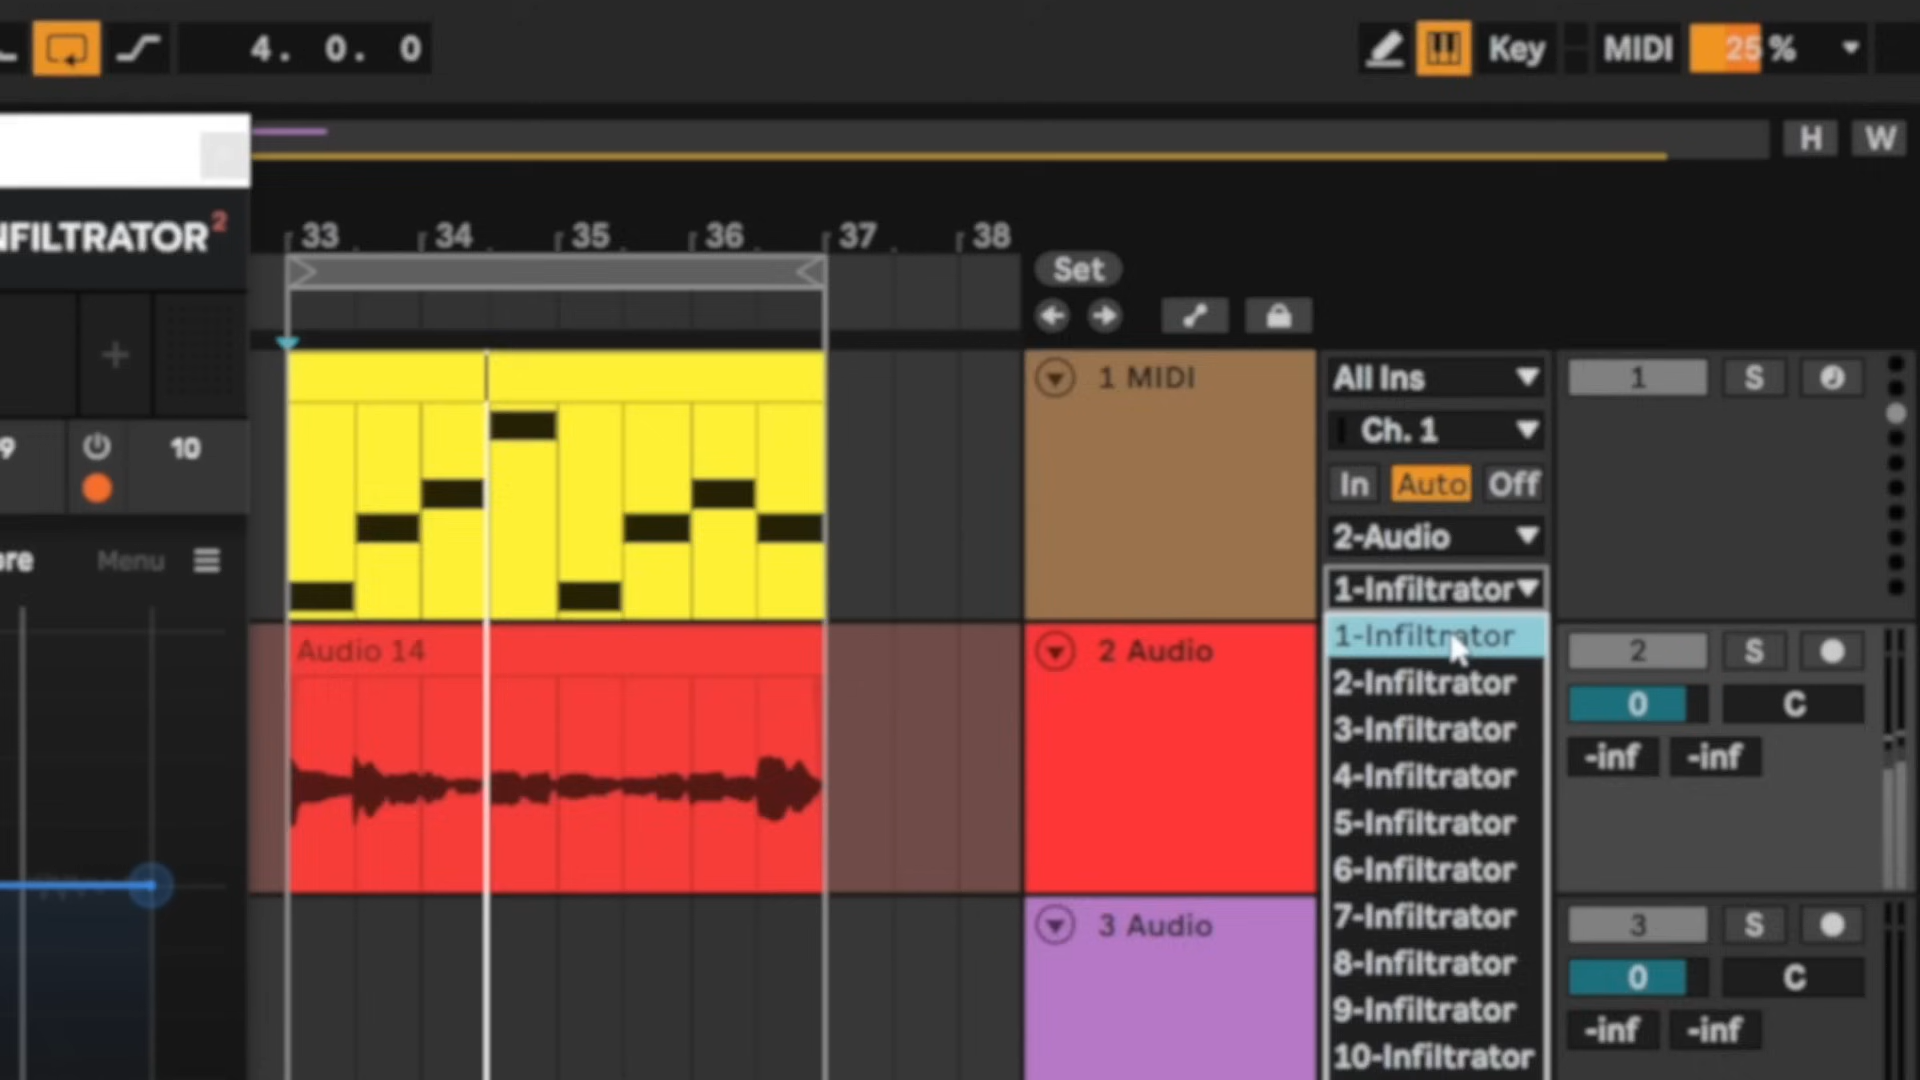 4. 0. 0
Key
MIDI
25 %
H
W
NFILTRATOR2
33
34
35
36
37
38
Set
1 MIDI
All Ins
1
S
Ch. 1
9
10
In
Auto
Off
2-Audio
Menu
1-Infiltrator
1-Infiltrator
2-Infiltrator
3-Infiltrator
4-Infiltrator
5-Infiltrator
6-Infiltrator
7-Infiltrator
8-Infiltrator
9-Infiltrator
10-Infiltrator
Audio 14
2 Audio
2
S
0
C
-inf
-inf
3 Audio
3
S
0
C
-inf
-inf